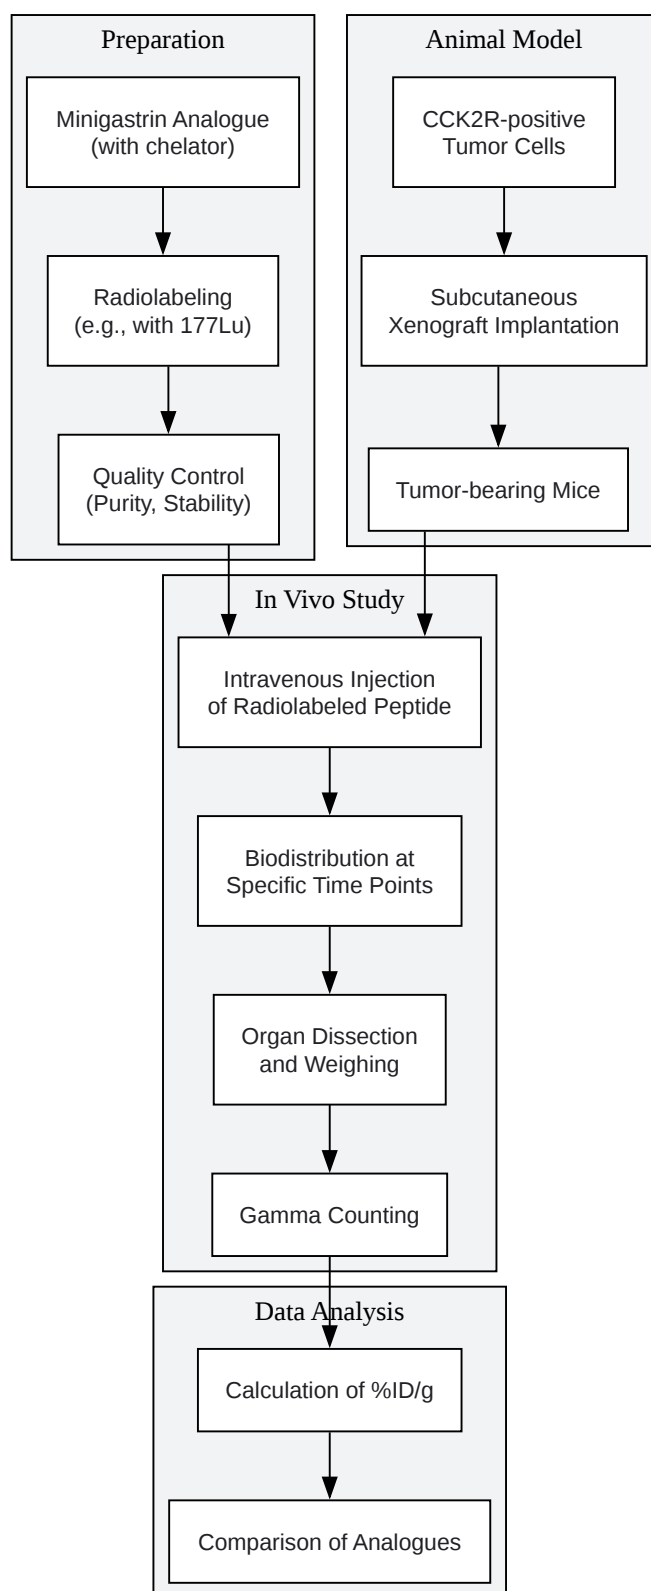 Preparation
Minigastrin Analogue
(with chelator)
Radiolabeling
(e.g., with 177Lu)
Quality Control
(Purity, Stability)
Animal Model
CCK2R-positive
Tumor Cells
Subcutaneous
Xenograft Implantation
Tumor-bearing Mice
In Vivo Study
Intravenous Injection
of Radiolabeled Peptide
Biodistribution at
Specific Time Points
Organ Dissection
and Weighing
Gamma Counting
Data Analysis
Calculation of %ID/g
Comparison of Analogues